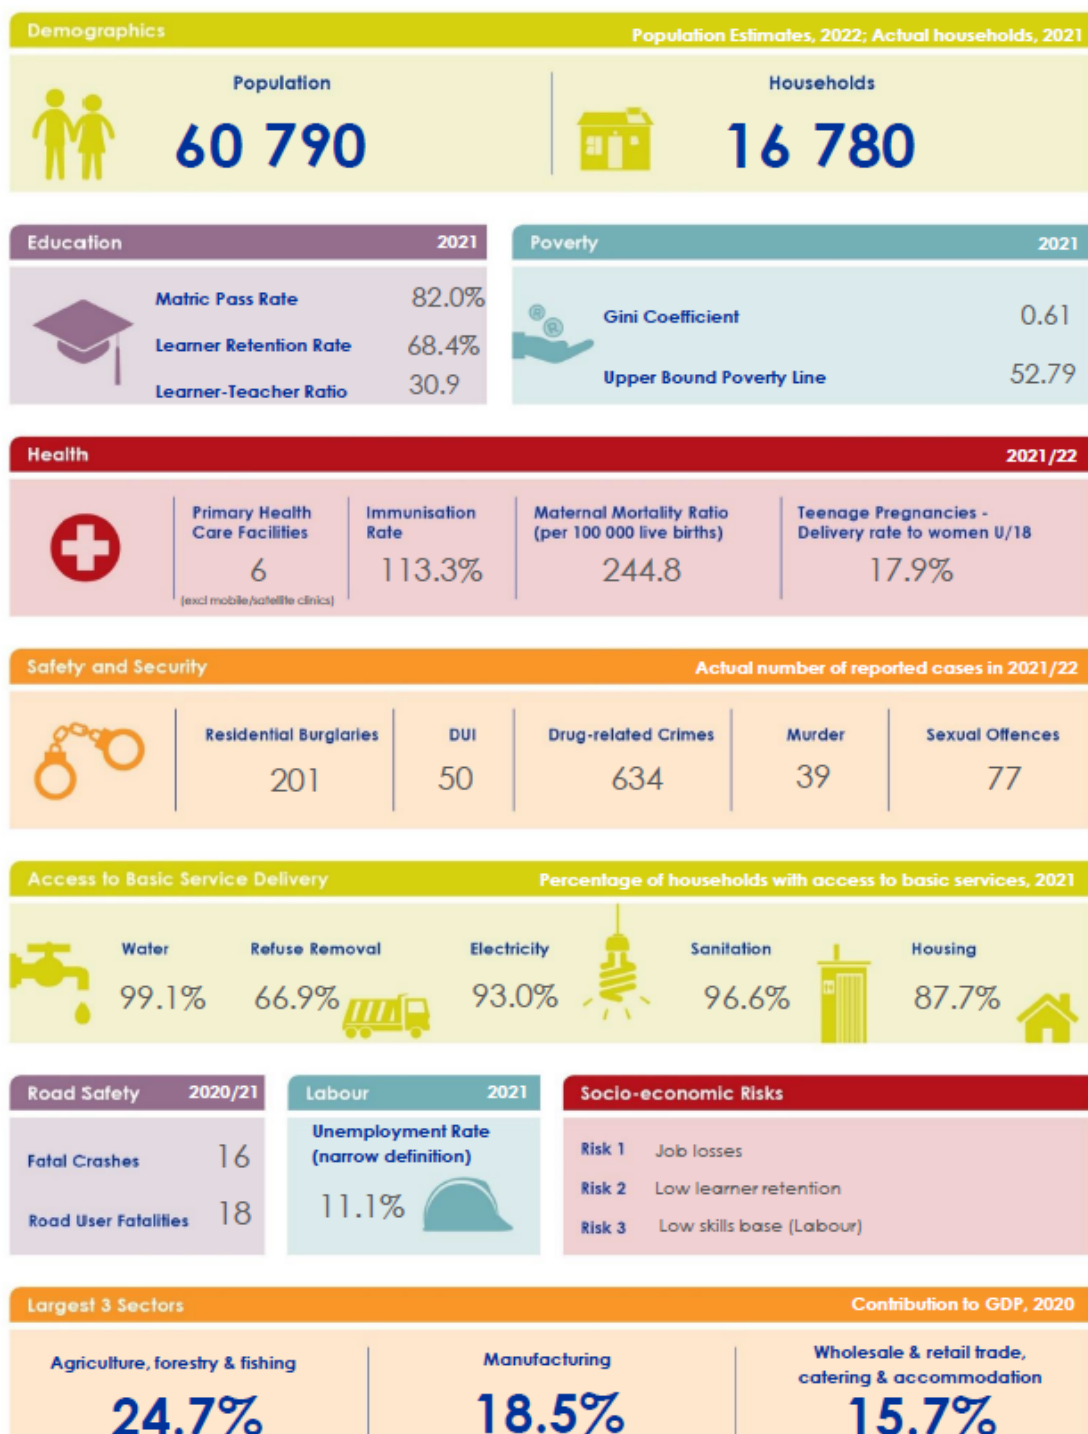 Demographics Population Estimates, 2022; Actual households, 2021
Population Households
60 790 16 780
Education 2021
Matric Pass Rate 82.0%
Learner Retention Rate 68.4%
Learner-Teacher Ratio 30.9
Poverty 2021
Gini Coefficient 0.61
Upper Bound Poverty Line 52.79
Health 2021/22
Primary Health
Care Facilities
6
(excl mobile/satellite clinics)
Immunisation
Rate
113.3%
Maternal Mortality Ratio
(per 100 000 live births)
244.8
Teenage Pregnancies -
Delivery rate to women U/18
17.9%
Safety and Security Actual number of reported cases in 2021/22
Residential Burglaries DUI Drug-related Crimes Murder Sexual Offences
201 50 634 39 77
Access to Basic Service Delivery Percentage of households with access to basic services, 2021
Water Refuse Removal Electricity Sanitation Housing
99.1% 66.9% 93.0% 96.6% 87.7%
Road Safety 2020/21
Fatal Crashes 16
Road User Fatalities 18
Labour 2021
Unemployment Rate
(narrow definition)
11.1%
Socio-economic Risks
Risk 1 Job losses
Risk 2 Low learner retention
Risk 3 Low skills base (Labour)
Largest 3 Sectors Contribution to GDP, 2020
Agriculture, forestry & fishing
24.7%
Manufacturing
18.5%
Wholesale & retail trade,
catering & accommodation
15.7%